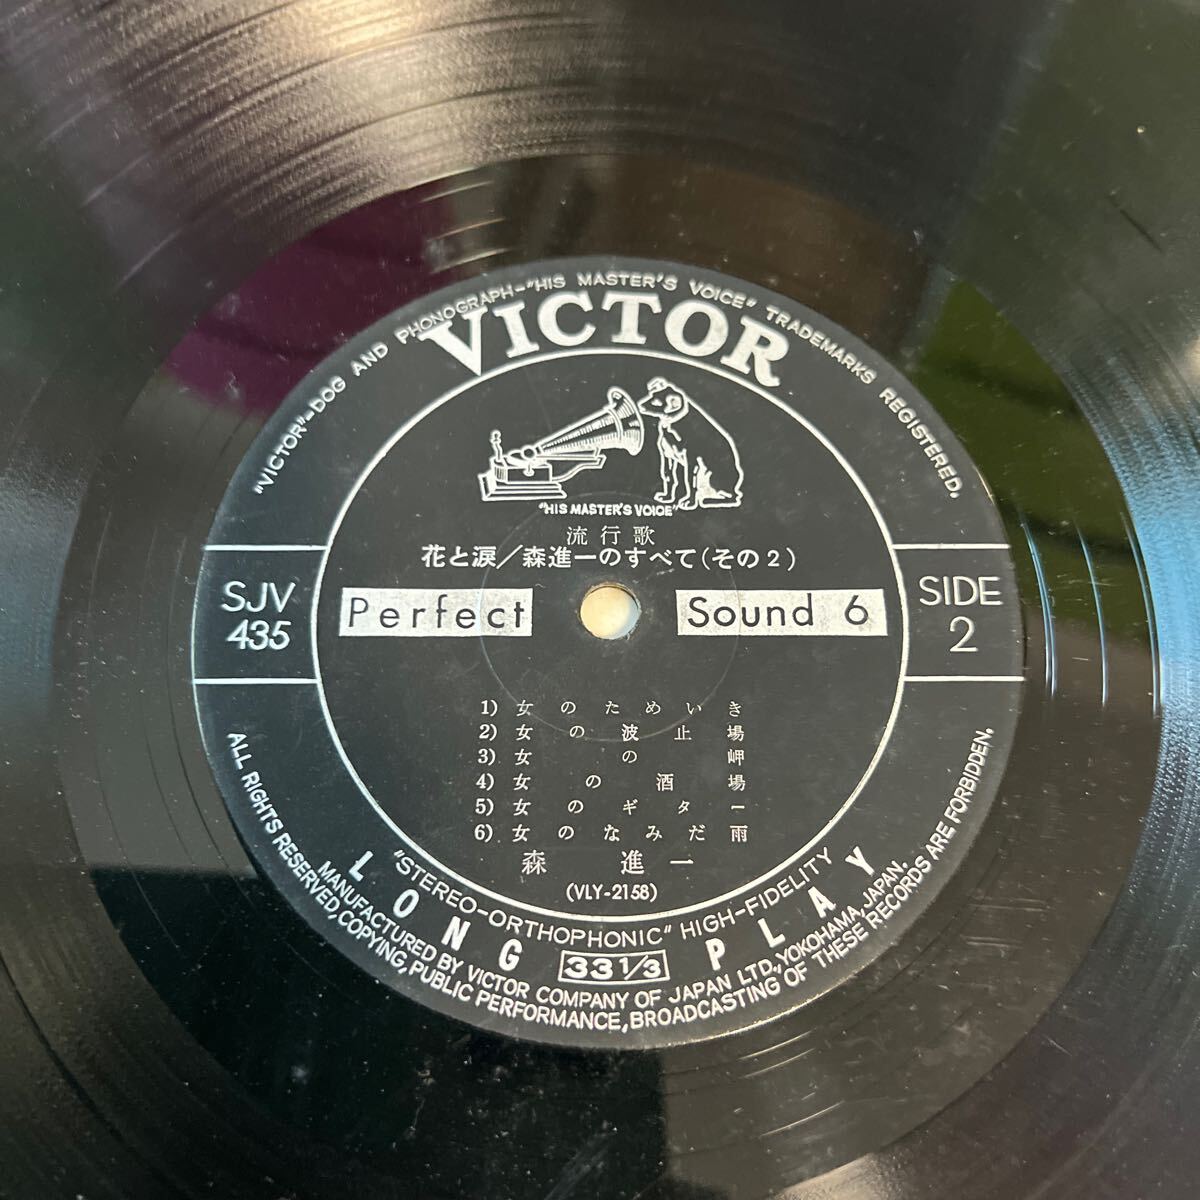 "VICTOR"-DOG AND PHONOGRAPH-"HIS MASTER'S VOICE" TRADEMARKS REGISTERED.
VICTOR
"HIS MASTER'S VOICE"
流行歌
花と涙/森進一のすべて(その2)
SJV
435
Perfect
Sound 6
SIDE
2
1) 女のためいき
2) 女の波止場
3) 女の岬
4) 女の酒場
5) 女のギター
6) 女のなみだ雨
森進一
(VLY-2158)
"STEREO-ORTHOPHONIC" HIGH-FIDELITY
LONG 33 1/3 PLAY
MANUFACTURED BY VICTOR COMPANY OF JAPAN LTD., YOKOHAMA, JAPAN.
ALL RIGHTS RESERVED, COPYING, PUBLIC PERFORMANCE, BROADCASTING OF THESE RECORDS ARE FORBIDDEN.